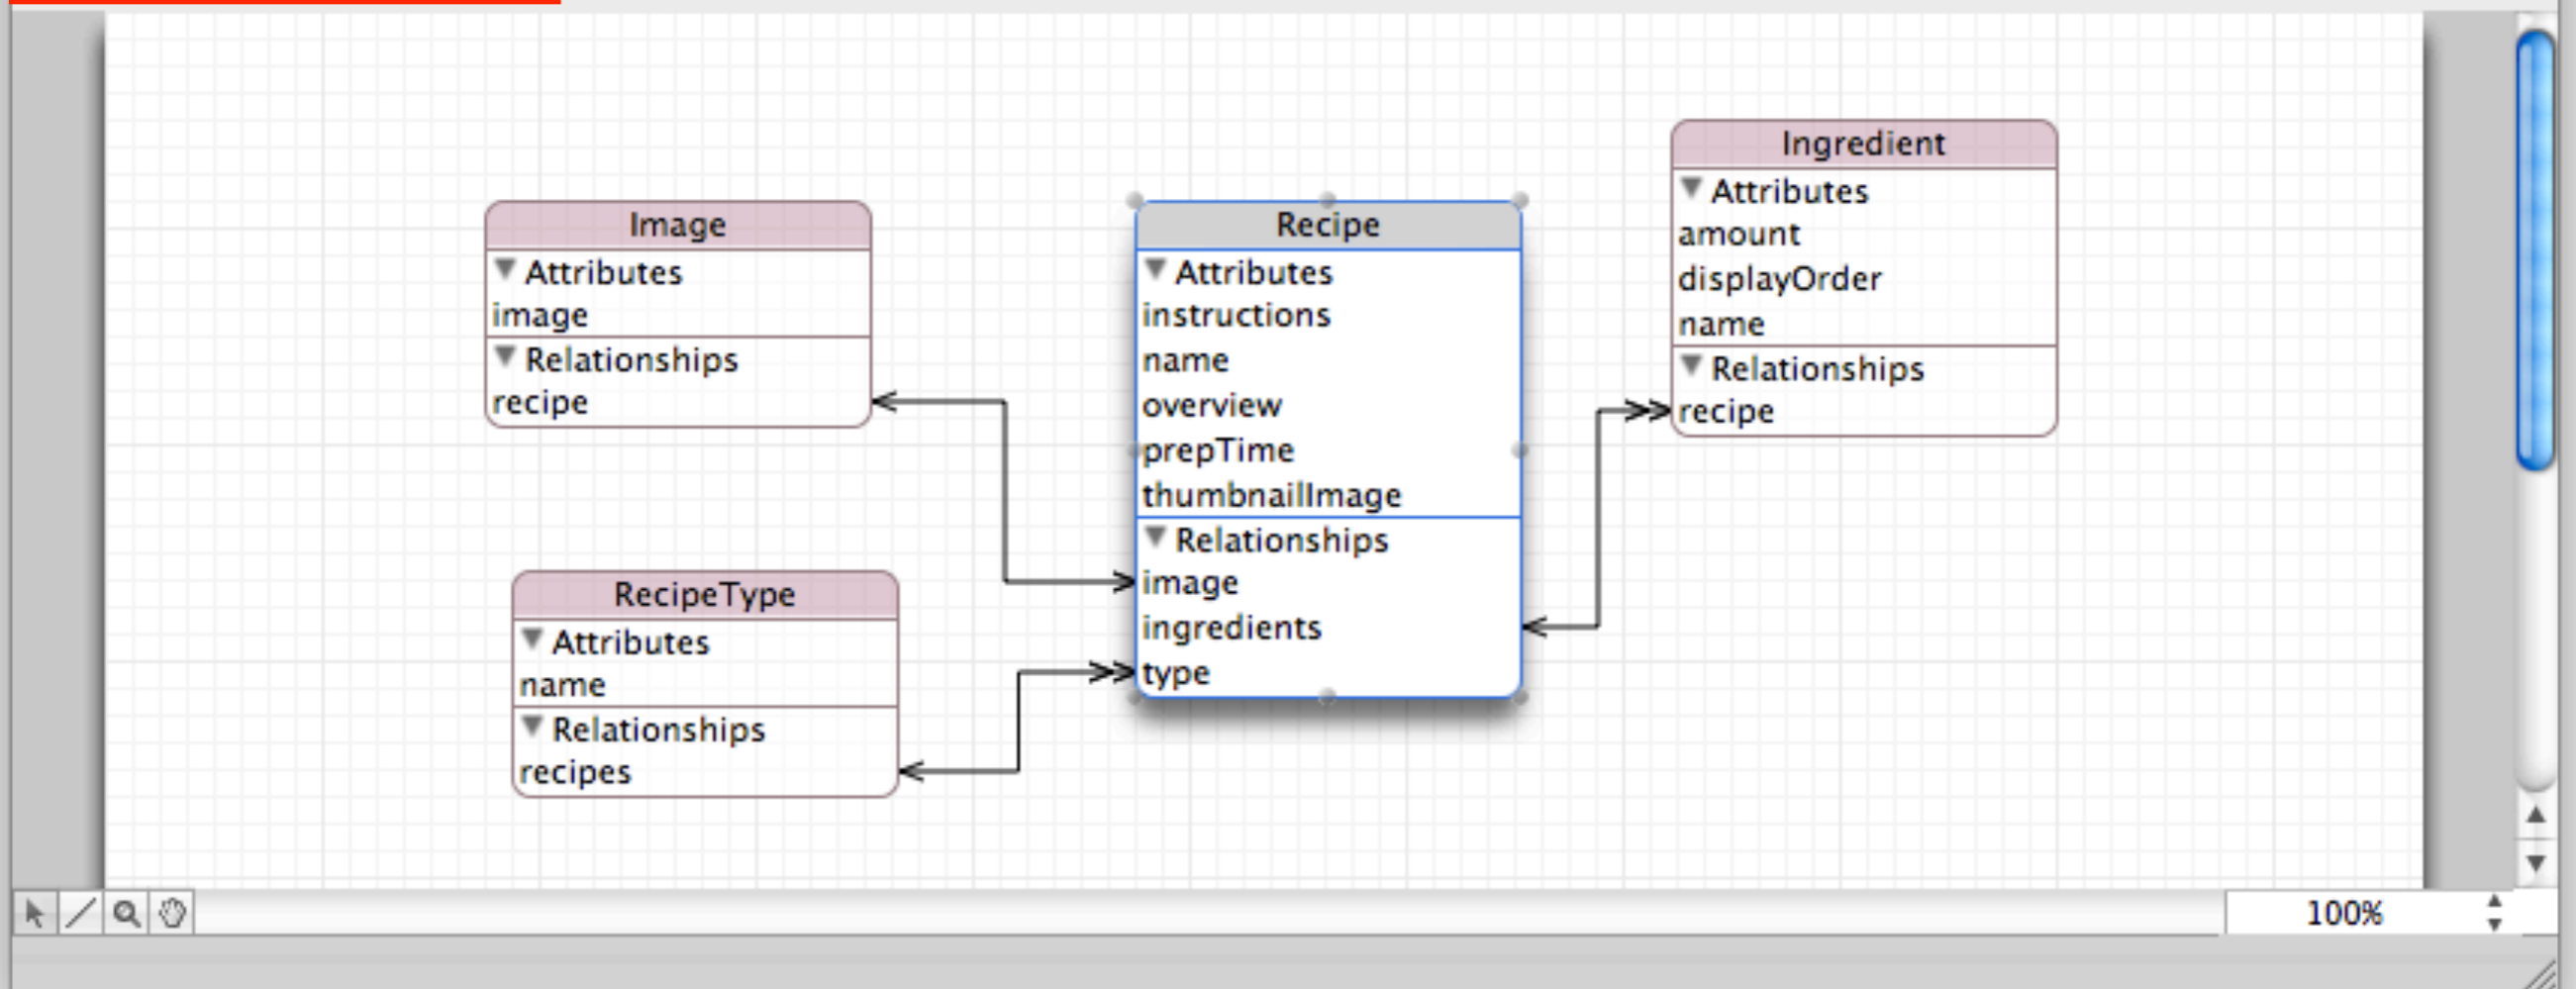 Image
Attributes
image
Relationships
recipe
RecipeType
Attributes
name
Relationships
recipes
Recipe
Attributes
instructions
name
overview
prepTime
thumbnailImage
Relationships
image
ingredients
type
Ingredient
Attributes
amount
displayOrder
name
Relationships
recipe
100%